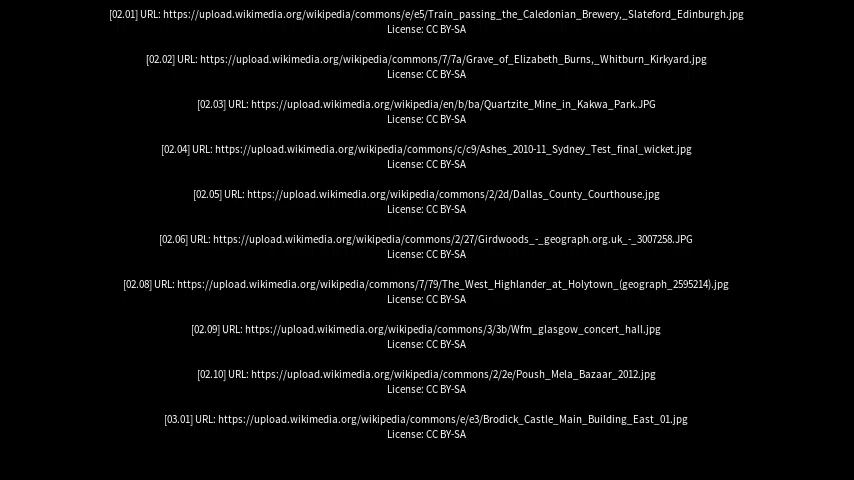 [02.01] URL: https://upload.wikimedia.org/wikipedia/commons/e/e5/Train_passing_the_Caledonian_Brewery,_Slateford_Edinburgh.jpg
License: CC BY-SA
[02.02] URL: https://upload.wikimedia.org/wikipedia/commons/7/7a/Grave_of_Elizabeth_Burns,_Whitburn_Kirkyard.jpg
License: CC BY-SA
[02.03] URL: https://upload.wikimedia.org/wikipedia/en/b/ba/Quartzite_Mine_in_Kakwa_Park.JPG
License: CC BY-SA
[02.04] URL: https://upload.wikimedia.org/wikipedia/commons/c/c9/Ashes_2010-11_Sydney_Test_final_wicket.jpg
License: CC BY-SA
[02.05] URL: https://upload.wikimedia.org/wikipedia/commons/2/2d/Dallas_County_Courthouse.jpg
License: CC BY-SA
[02.06] URL: https://upload.wikimedia.org/wikipedia/commons/2/27/Girdwoods_-_geograph.org.uk_-_3007258.JPG
License: CC BY-SA
[02.08] URL: https://upload.wikimedia.org/wikipedia/commons/7/79/The_West_Highlander_at_Holytown_(geograph_2595214).jpg
License: CC BY-SA
[02.09] URL: https://upload.wikimedia.org/wikipedia/commons/3/3b/Wfm_glasgow_concert_hall.jpg
License: CC BY-SA
[02.10] URL: https://upload.wikimedia.org/wikipedia/commons/2/2e/Poush_Mela_Bazaar_2012.jpg
License: CC BY-SA
[03.01] URL: https://upload.wikimedia.org/wikipedia/commons/e/e3/Brodick_Castle_Main_Building_East_01.jpg
License: CC BY-SA